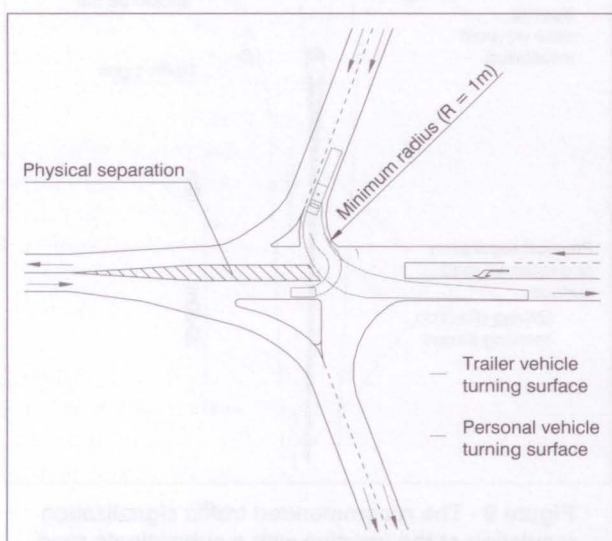 Minimum radius (R = 1m)
Physical separation
Trailer vehicle
turning surface
Personal vehicle
turning surface